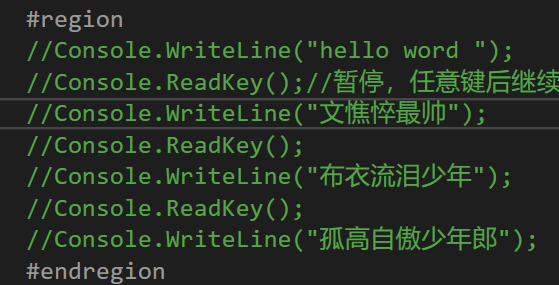 #region
//Console.WriteLine("hello word ");
//Console.ReadKey();//暂停，任意键后继续
//Console.WriteLine("文憔悴最帅");
//Console.ReadKey();
//Console.WriteLine("布衣流泪少年");
//Console.ReadKey();
//Console.WriteLine("孤高自傲少年郎");
#endregion